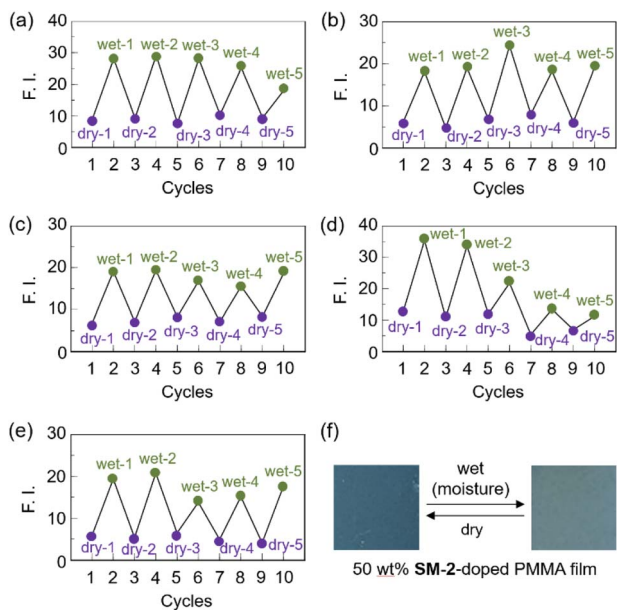 (a)
40
30
20
10
0
F. I.
wet-1 wet-2 wet-3 wet-4 wet-5
dry-1 dry-2 dry-3 dry-4 dry-5
1 2 3 4 5 6 7 8 9 10
Cycles
(b)
30
20
10
0
F. I.
wet-1 wet-2 wet-3 wet-4 wet-5
dry-1 dry-2 dry-3 dry-4 dry-5
1 2 3 4 5 6 7 8 9 10
Cycles
(c)
30
20
10
0
F. I.
wet-1 wet-2 wet-3 wet-4 wet-5
dry-1 dry-2 dry-3 dry-4 dry-5
1 2 3 4 5 6 7 8 9 10
Cycles
(d)
40
30
20
10
0
F. I.
wet-1 wet-2 wet-3 wet-4 wet-5
dry-1 dry-2 dry-3 dry-4 dry-5
1 2 3 4 5 6 7 8 9 10
Cycles
(e)
30
20
10
0
F. I.
wet-1 wet-2 wet-3 wet-4 wet-5
dry-1 dry-2 dry-3 dry-4 dry-5
1 2 3 4 5 6 7 8 9 10
Cycles
(f)
wet
(moisture)
dry
50 wt% SM-2-doped PMMA film